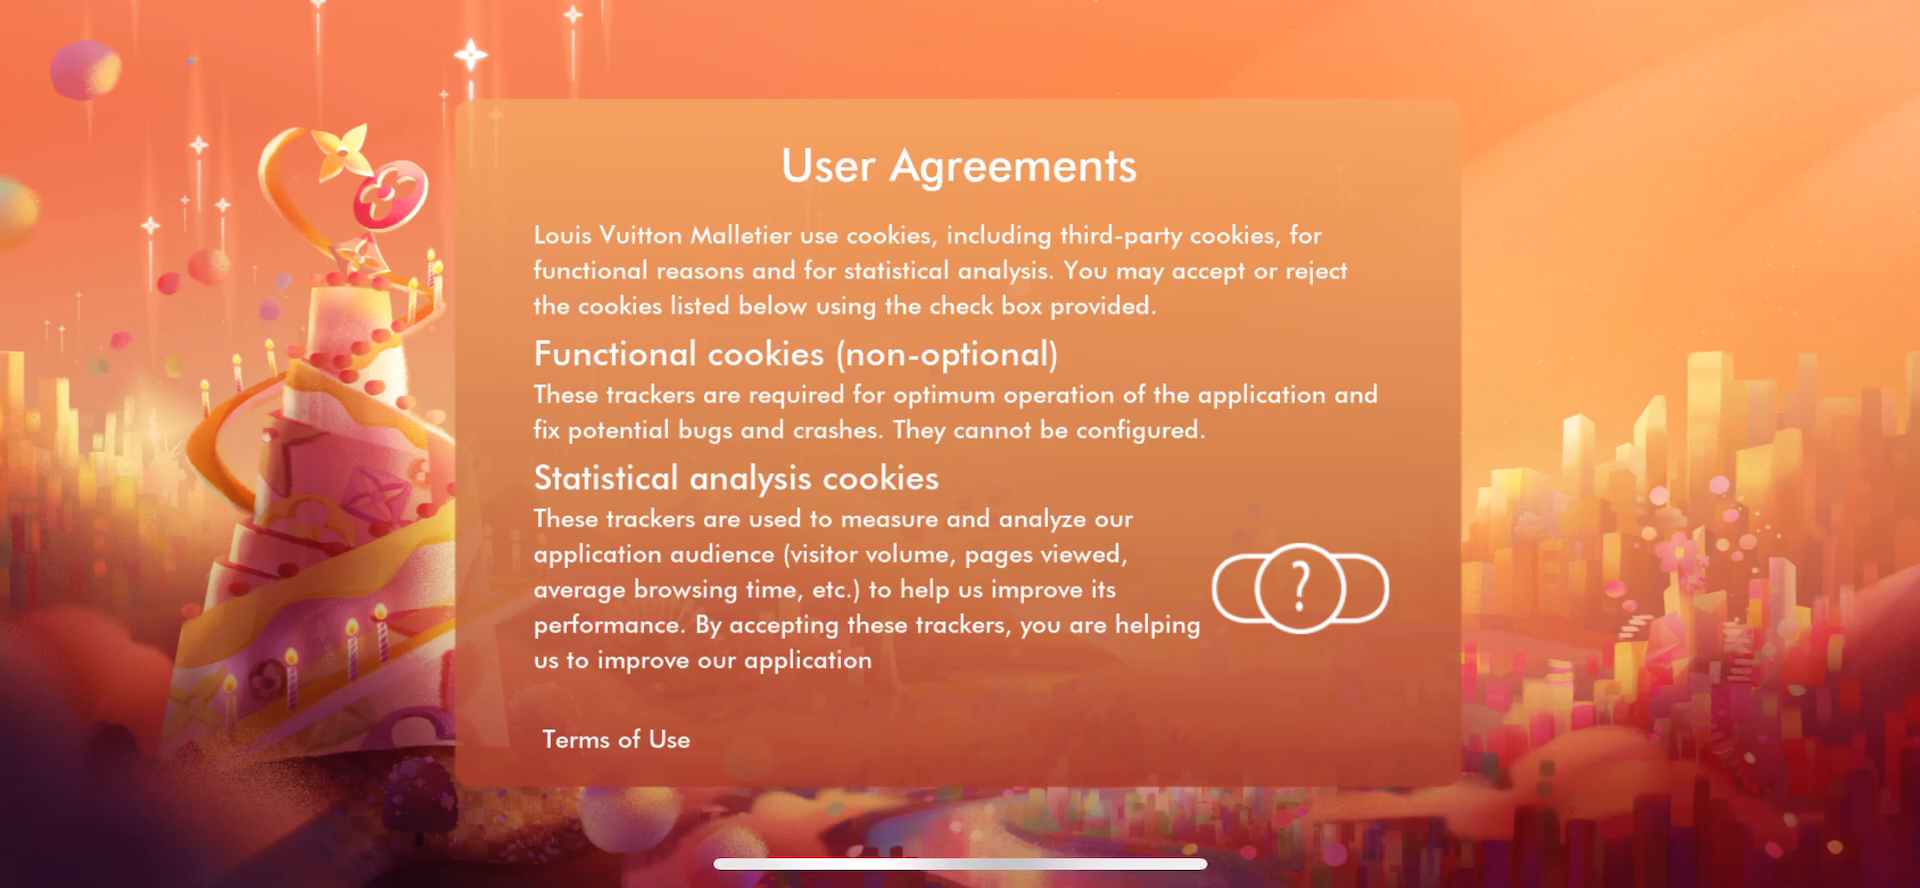 User Agreements
Louis Vuitton Malletier use cookies, including third-party cookies, for
functional reasons and for statistical analysis. You may accept or reject
the cookies listed below using the check box provided.
Functional cookies (non-optional)
These trackers are required for optimum operation of the application and
fix potential bugs and crashes. They cannot be configured.
Statistical analysis cookies
These trackers are used to measure and analyze our
application audience (visitor volume, pages viewed,
average browsing time, etc.) to help us improve its
performance. By accepting these trackers, you are helping
us to improve our application
?
Terms of Use